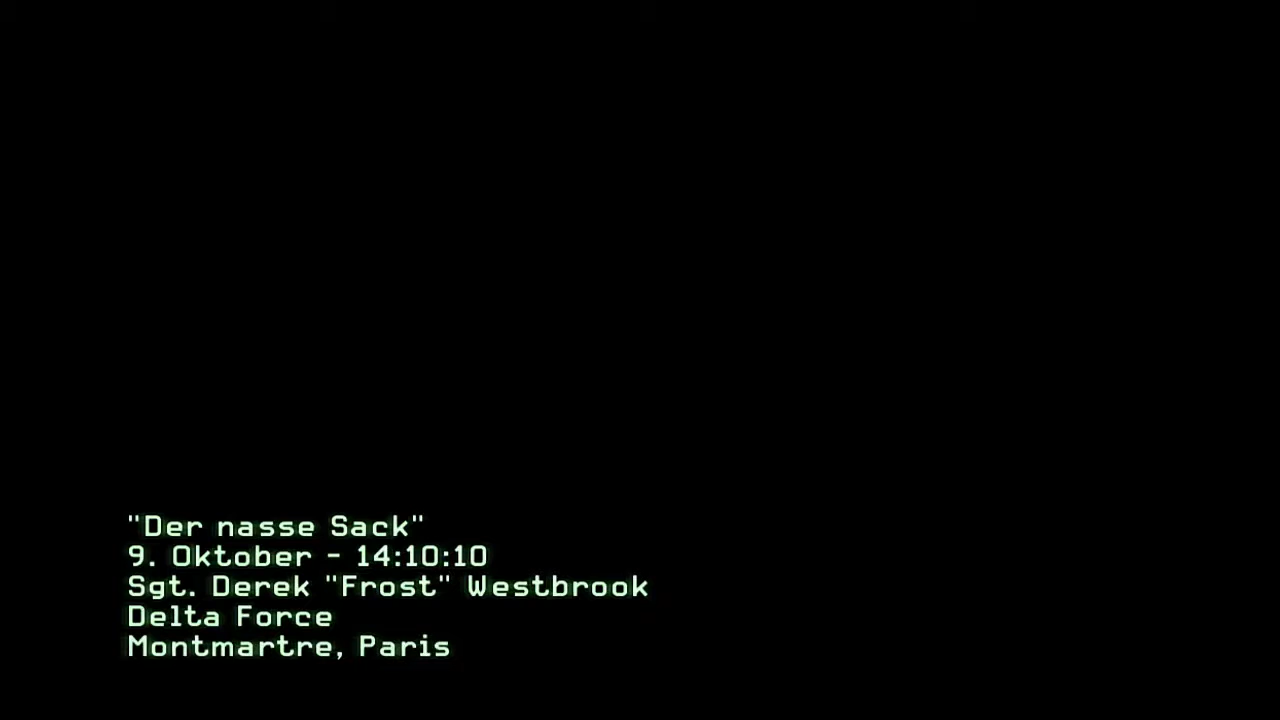 "Der nasse Sack"
9. Oktober - 14:10:10
Sgt. Derek "Frost" Westbrook
Delta Force
Montmartre, Paris